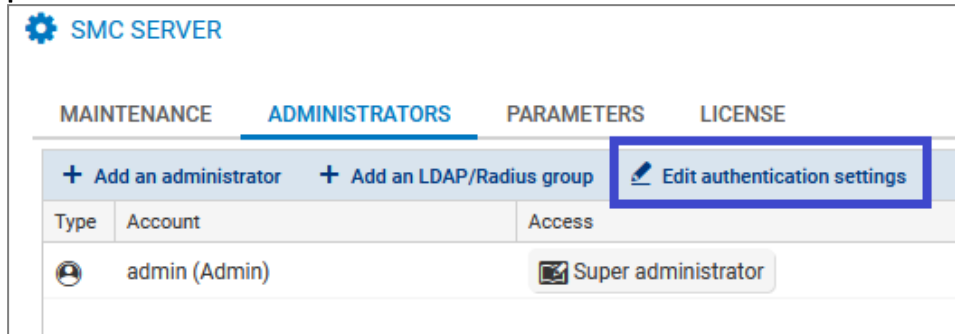 SMC SERVER
MAINTENANCE ADMINISTRATORS PARAMETERS LICENSE
+ Add an administrator + Add an LDAP/Radius group Edit authentication settings
Type Account Access
admin (Admin) Super administrator